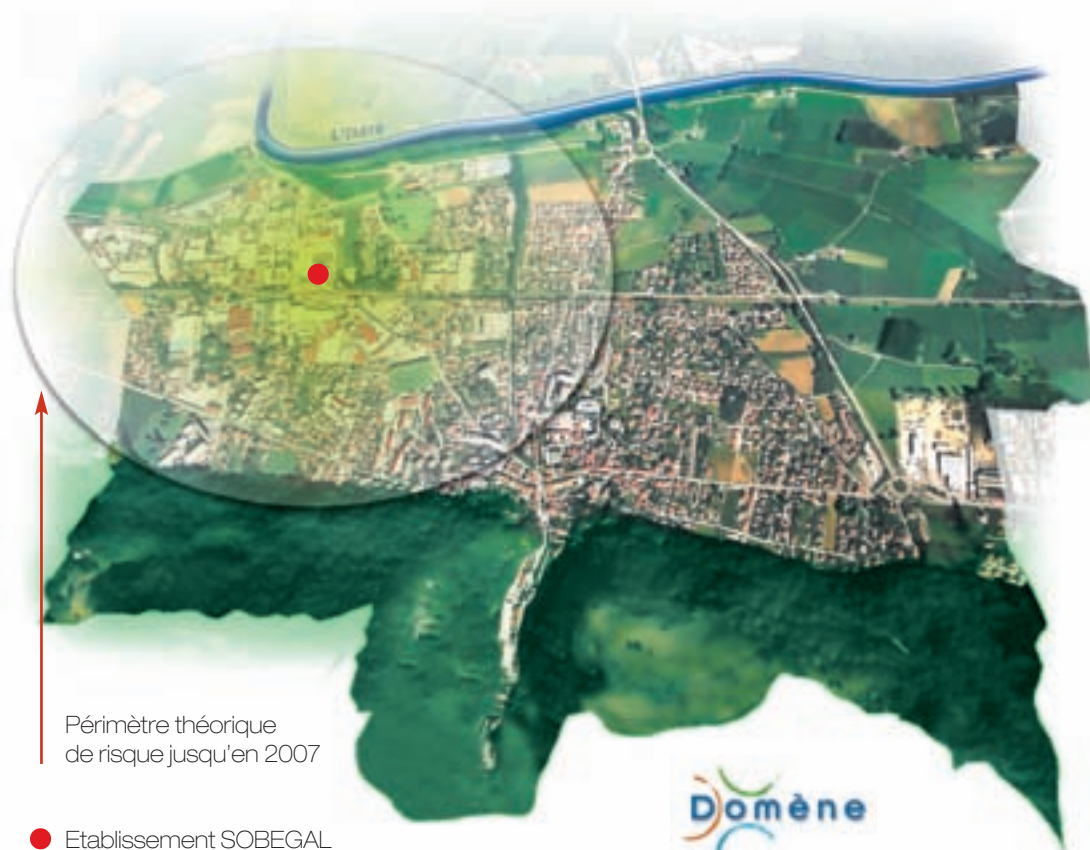 L'Isère
Périmètre théorique
de risque jusqu'en 2007
Etablissement SOBEGAL
Domène